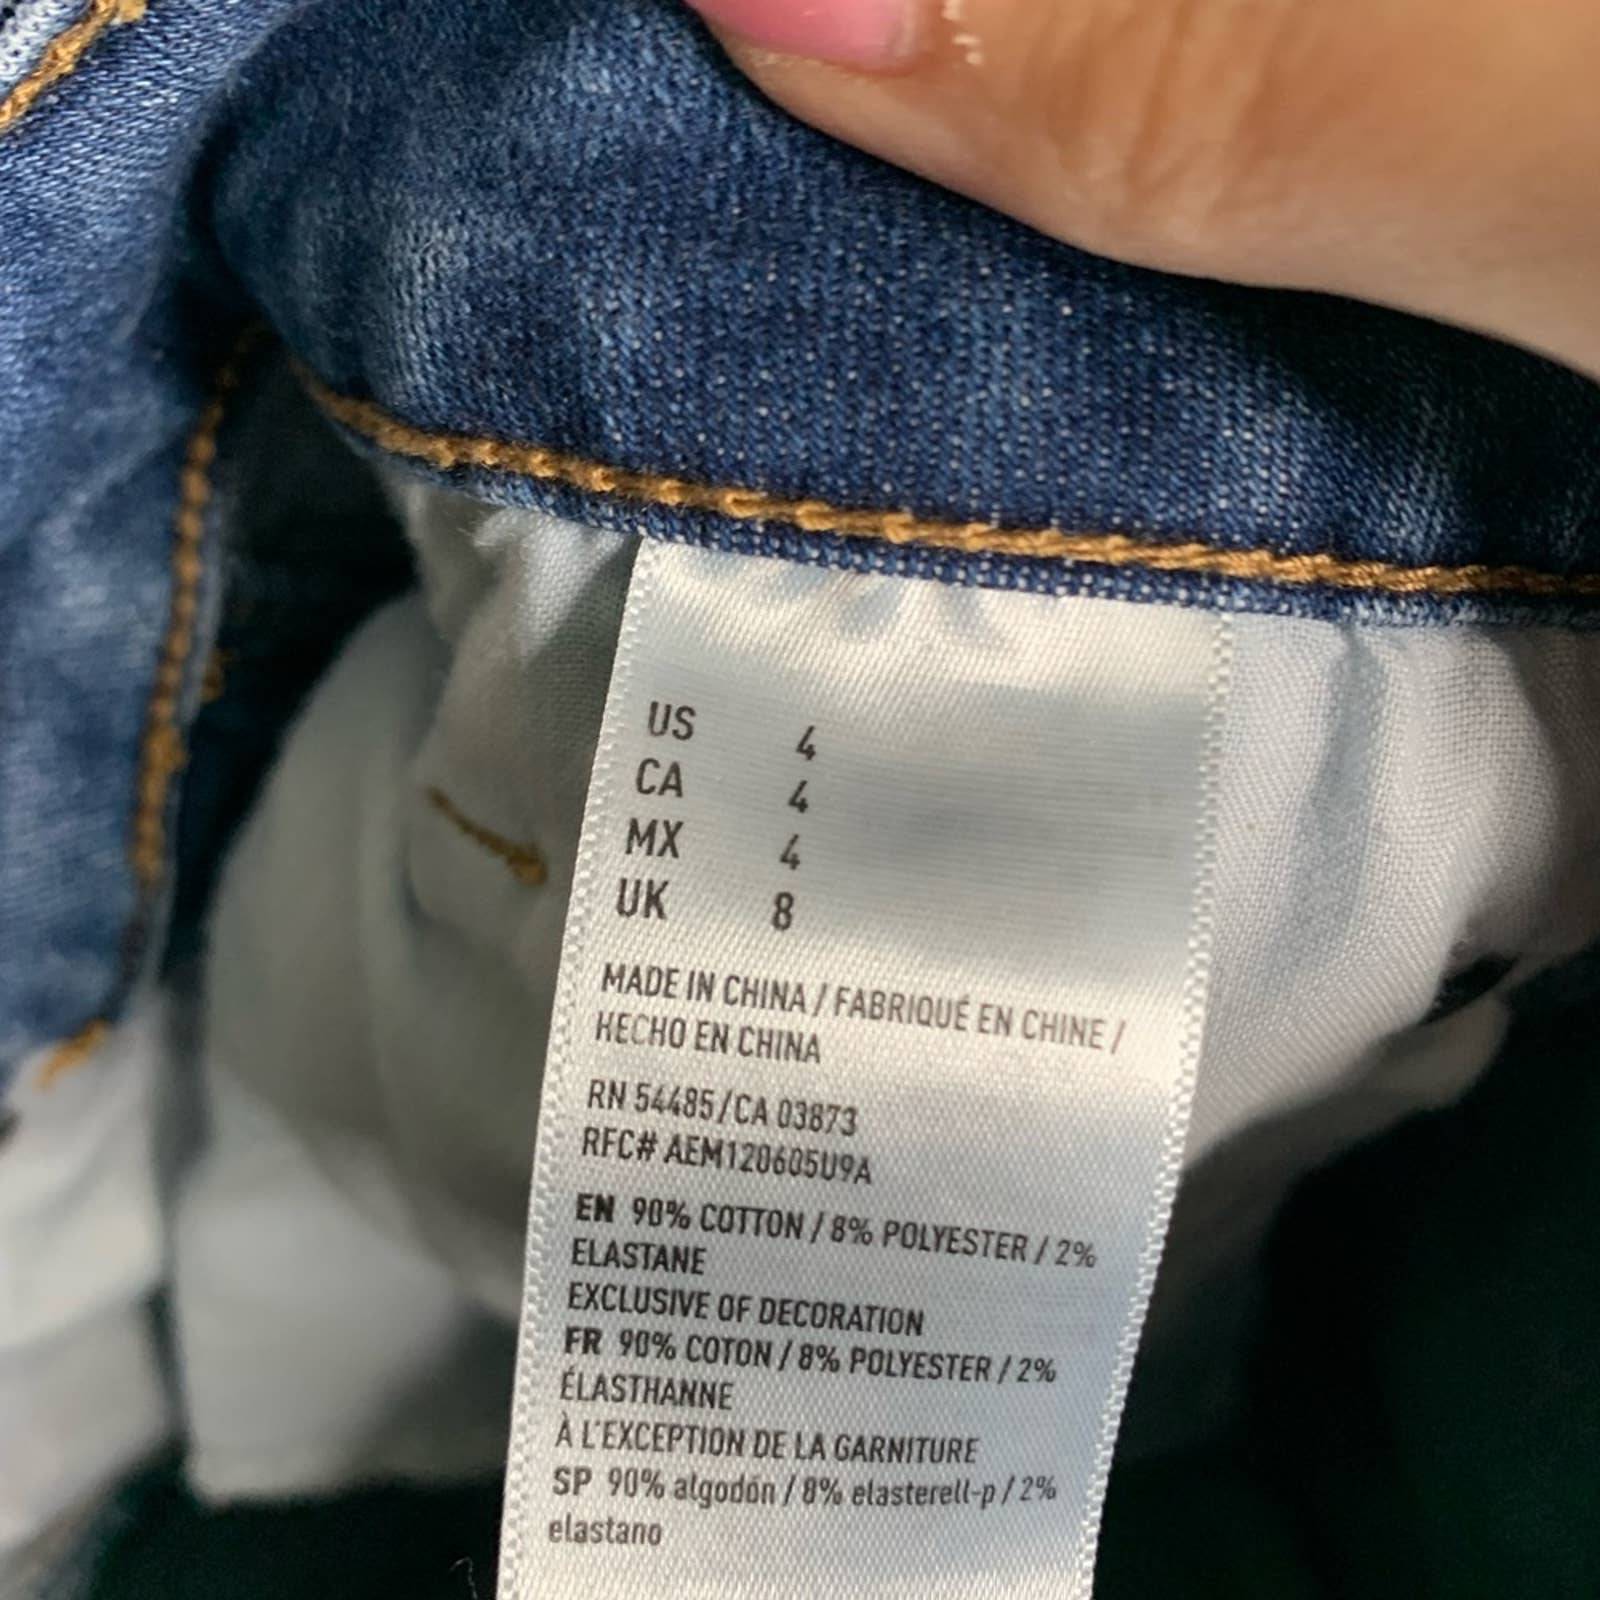 US 4
CA 4
MX 4
UK 8
MADE IN CHINA / FABRIQUÉ EN CHINE /
HECHO EN CHINA
RN 54485/CA 03873
RFC# AEM120605U9A
EN 90% COTTON / 8% POLYESTER / 2%
ELASTANE
EXCLUSIVE OF DECORATION
FR 90% COTON / 8% POLYESTER / 2%
ÉLASTHANNE
À L'EXCEPTION DE LA GARNITURE
SP 90% algodón / 8% elasterell-p / 2%
elastano